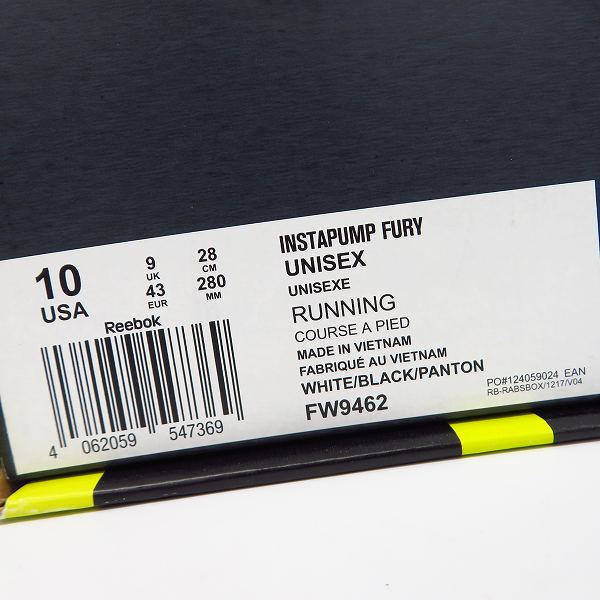 10
USA
9
UK
43
EUR
28
CM
280
MM
Reebok
4 062059 547369
INSTAPUMP FURY
UNISEX
UNISEXE
RUNNING
COURSE A PIED
MADE IN VIETNAM
FABRIQUÉ AU VIETNAM
WHITE/BLACK/PANTON
FW9462
PO#124059024 EAN
RB-RABSBOX/1217/V04